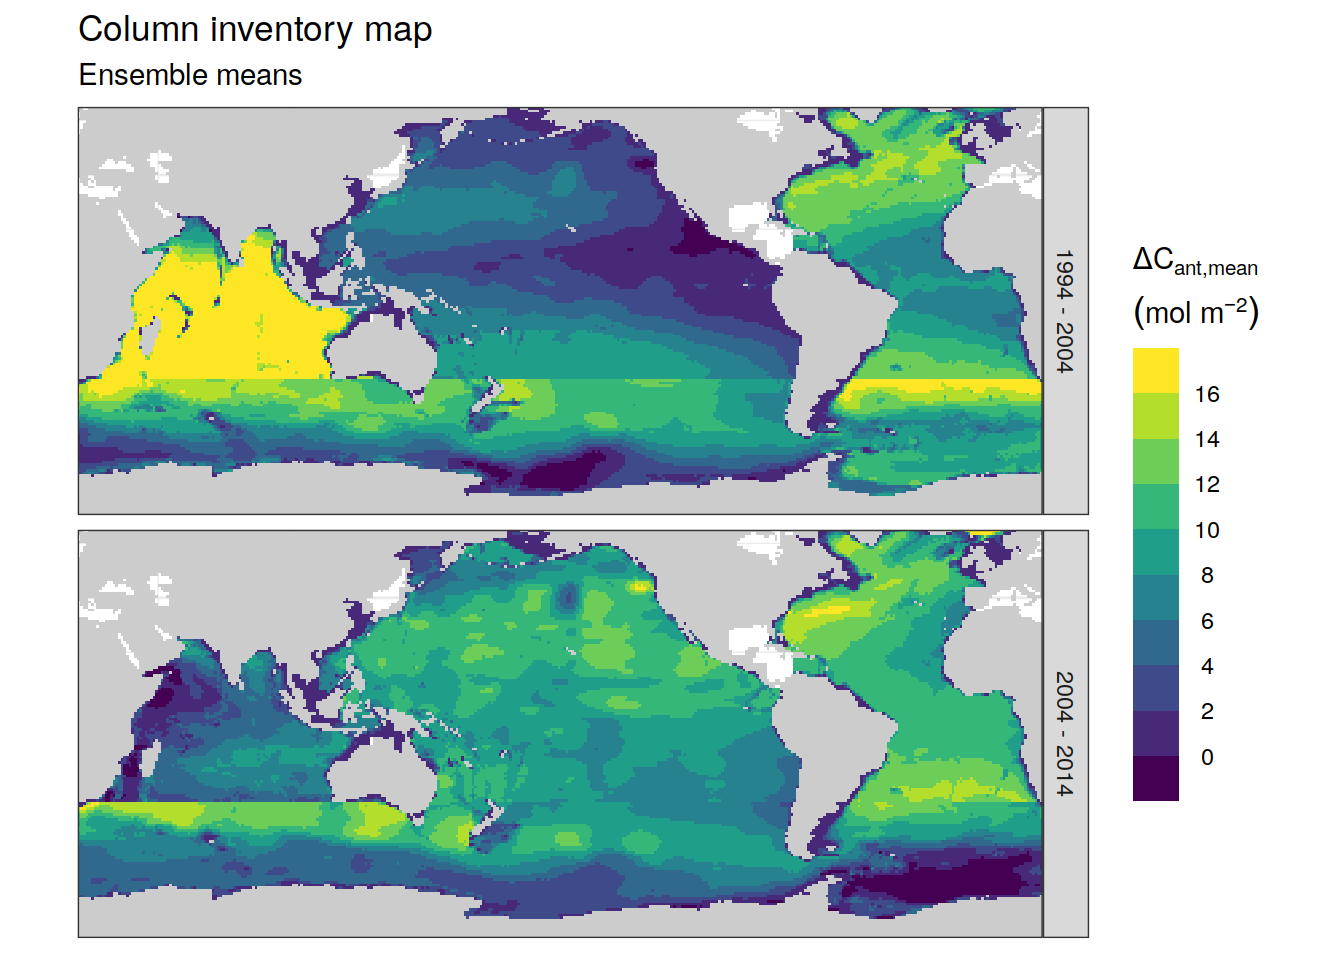 Column inventory map
Ensemble means
1994 - 2004
2004 - 2014
ΔCant,mean
(mol m−2)
16
14
12
10
8
6
4
2
0